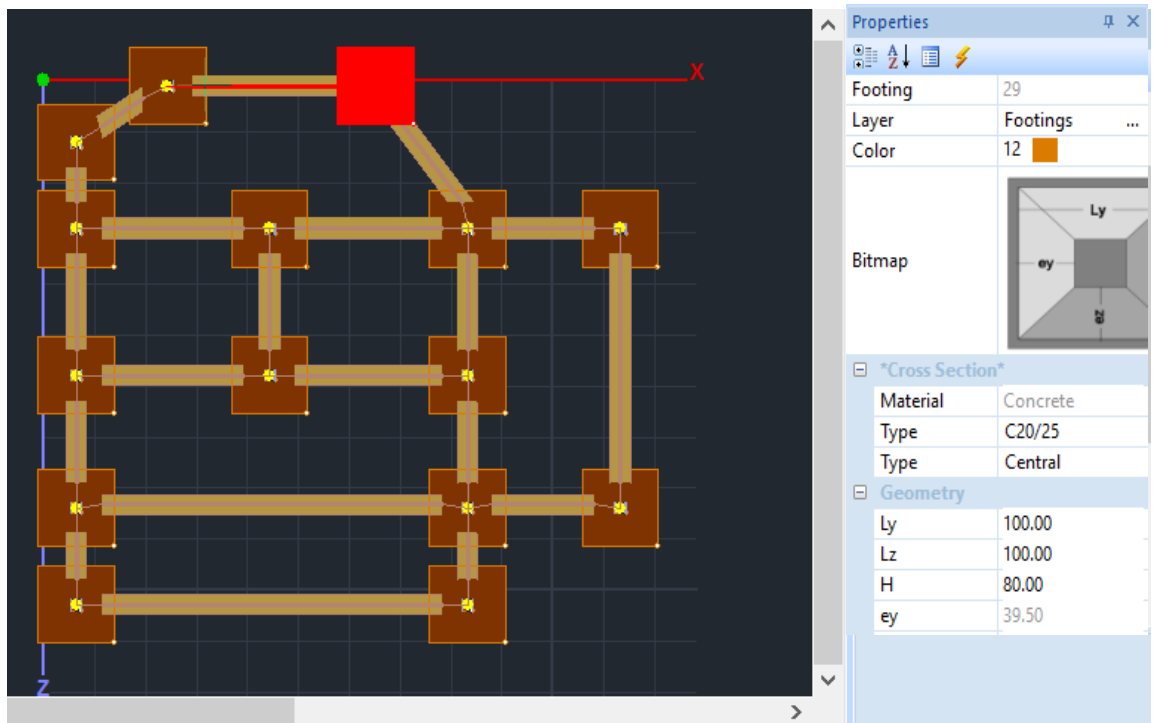 X
Z
Properties
Footing 29
Layer Footings ...
Color 12
Bitmap
Ly
ey
ez
*Cross Section*
Material Concrete
Type C20/25
Type Central
Geometry
Ly 100.00
Lz 100.00
H 80.00
ey 39.50